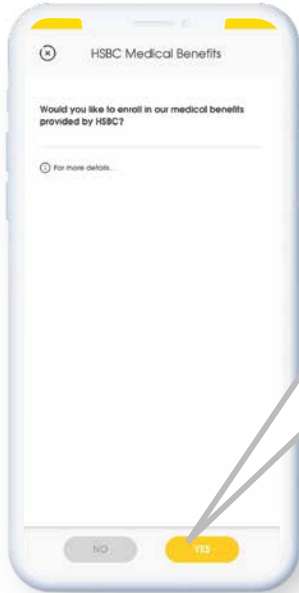 HSBC Medical Benefits
Would you like to enroll in our medical benefits
provided by HSBC?
For more details...
NO
YES